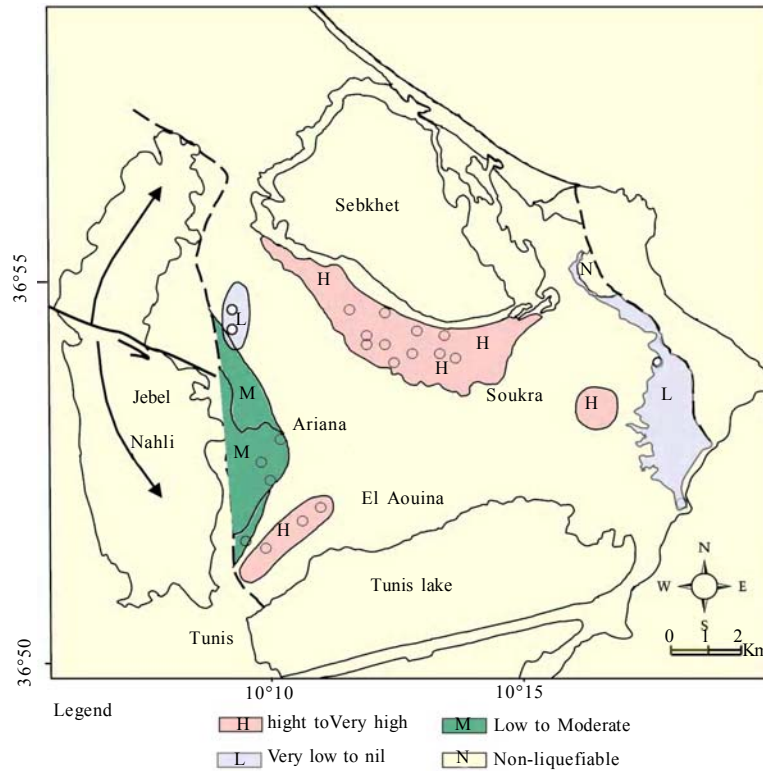 Sebkhet
N
36°55
H
L
H
H
H
Jebel
M
Soukra
H
L
Nahli
M
Ariana
El Aouina
H
Tunis lake
N
W E
S
Tunis
0 1 2
Km
36°50
10°10 10°15
Legend
H hight toVery high M Low to Moderate
L Very low to nil N Non-liquefiable